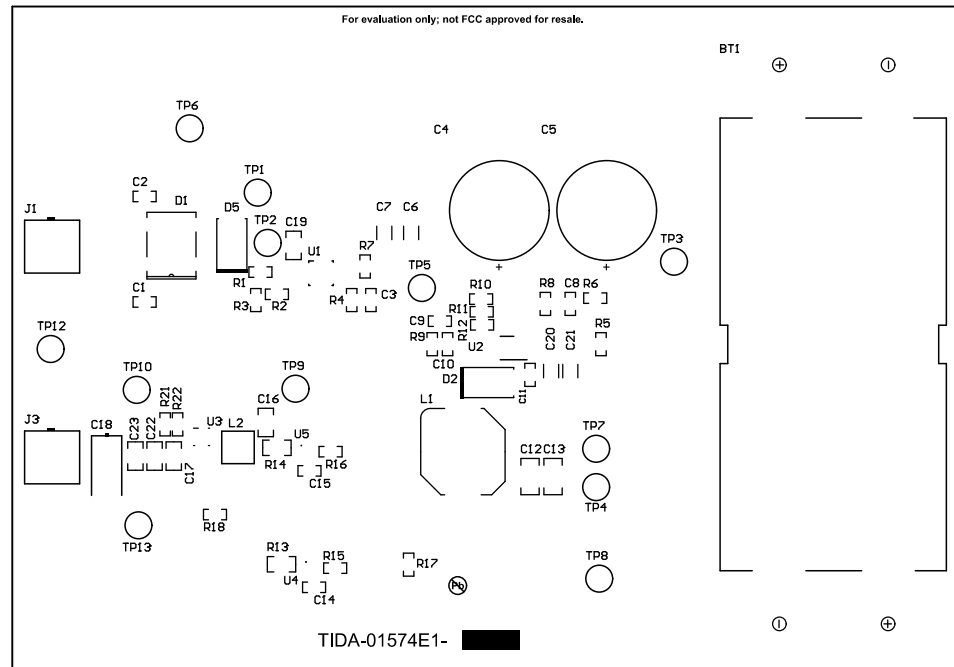 For evaluation only; not FCC approved for resale.
BT1
+
-
TP6
C4
C5
TP1
C2
D1
D5
J1
TP2
C19
C7
C6
U1
R7
TP3
R1
TP5
C1
R3
R2
R4
C3
R10
R8
C8
R6
+
+
R11
C9
R12
TP12
R9
U2
C20
C21
R5
C10
TP10
TP9
D2
C11
R21
R22
C16
L1
J3
C18
C23
C22
U3
L2
U5
TP7
R14
R16
C12
C13
C17
C15
TP4
R18
TP13
R13
R15
R17
TP8
U4
C14
Pb
-
+
TIDA-01574E1-